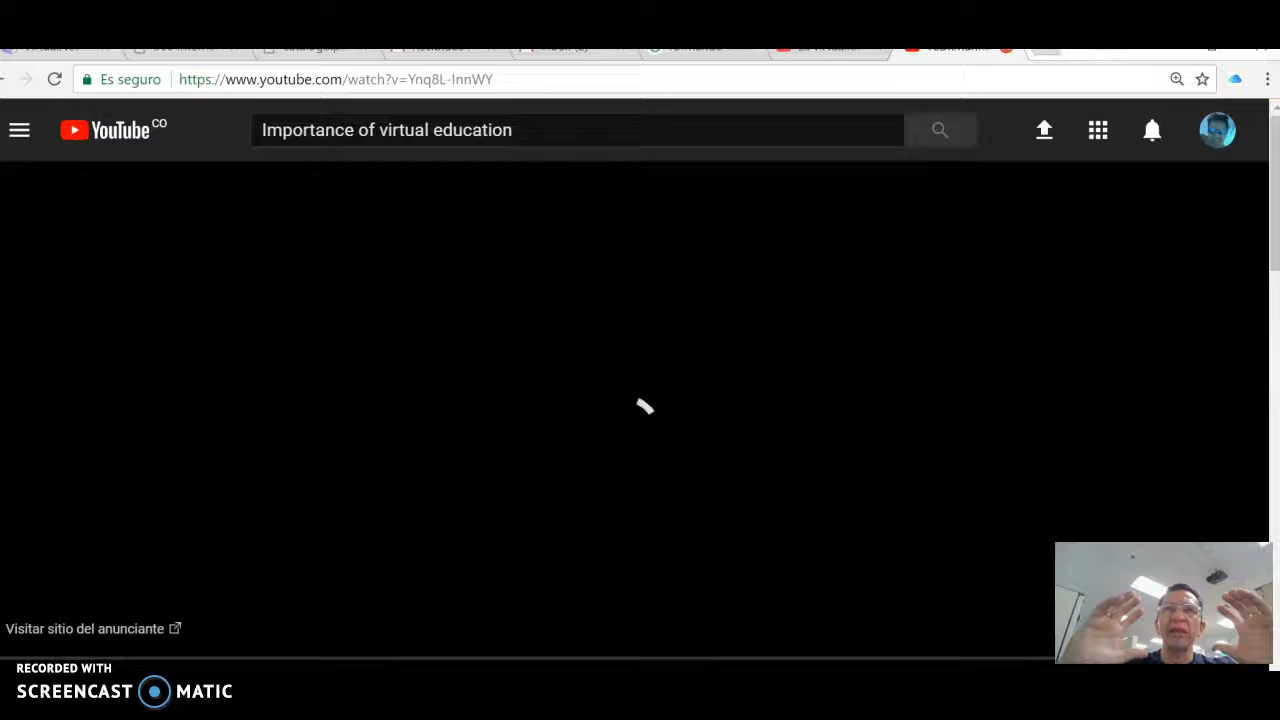 Es seguro https://www.youtube.com/watch?v=Ynq8L-InnWY
YouTube CO
Importance of virtual education
Visitar sitio del anunciante
RECORDED WITH
SCREENCAST MATIC